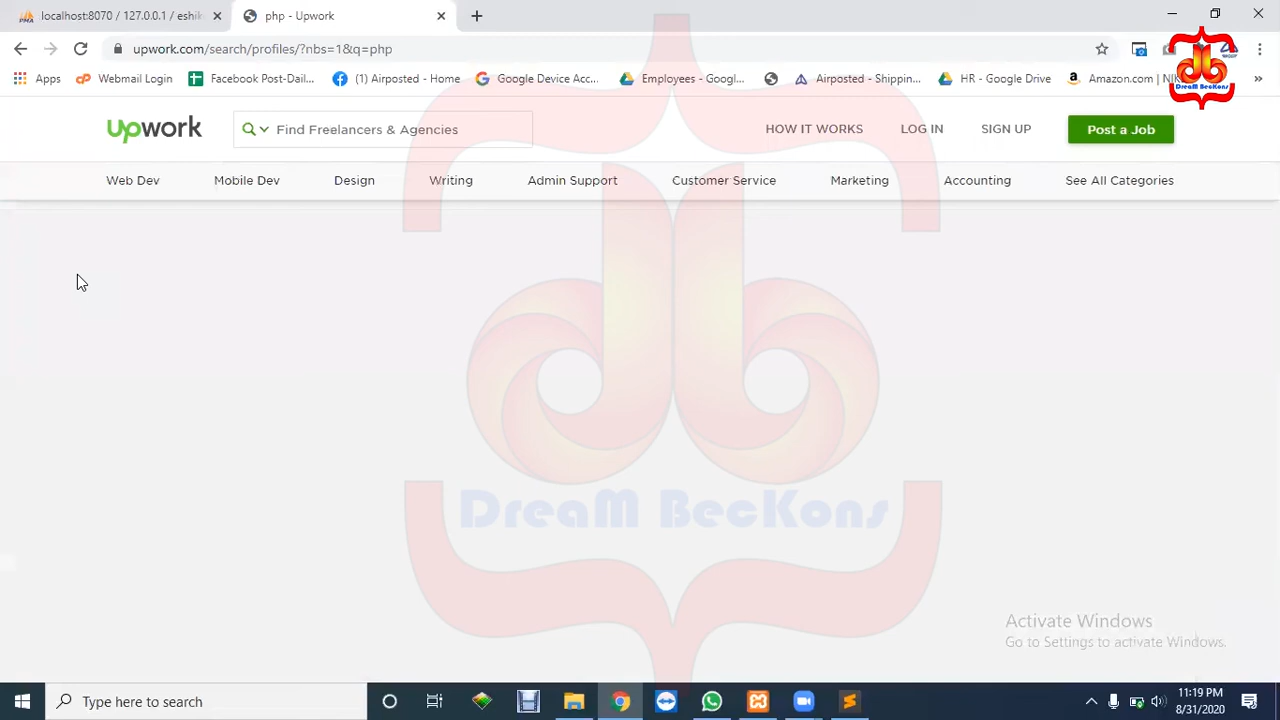 localhost:8070 / 127.0.0.1 / eshik
php - Upwork
upwork.com/search/profiles/?nbs=1&q=php
Apps
Webmail Login
Facebook Post-Dail...
(1) Airposted - Home
Google Device Acc...
Employees - Googl...
Airposted - Shippin...
HR - Google Drive
Amazon.com | NIK
DreaM BecKons
upwork
Find Freelancers & Agencies
HOW IT WORKS
LOG IN
SIGN UP
Post a Job
Web Dev
Mobile Dev
Design
Writing
Admin Support
Customer Service
Marketing
Accounting
See All Categories
DreaM BecKons
Activate Windows
Go to Settings to activate Windows.
Type here to search
11:19 PM
8/31/2020